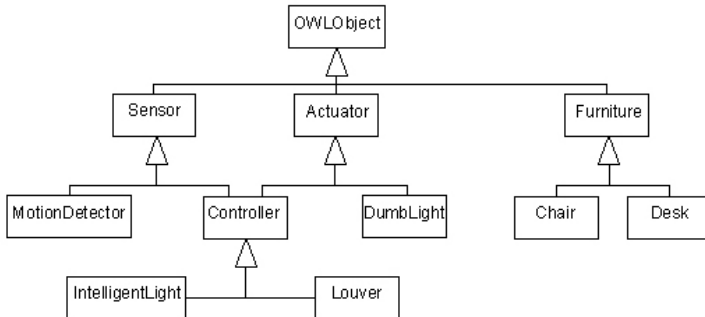 OWLObject
Sensor
Actuator
Furniture
MotionDetector
Controller
DumbLight
Chair
Desk
IntelligentLight
Louver